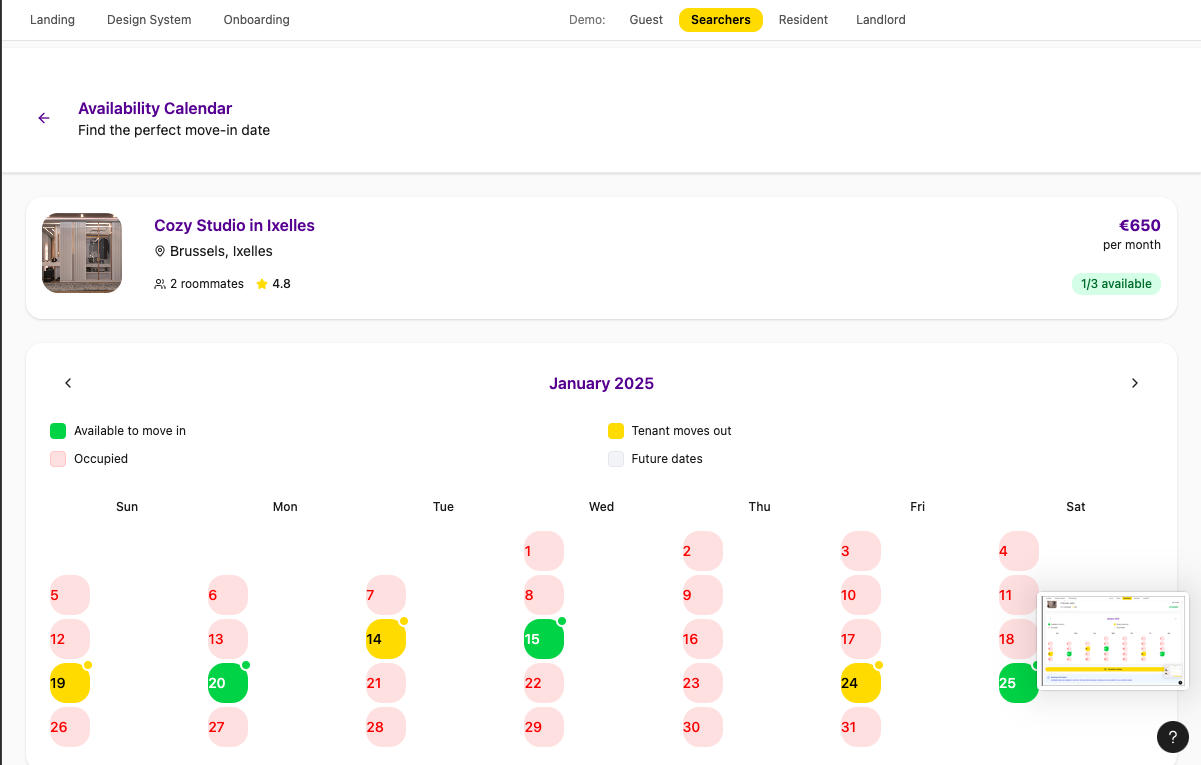 Landing Design System Onboarding Demo: Guest Searchers Resident Landlord
Availability Calendar
Find the perfect move-in date
Cozy Studio in Ixelles
€650
Brussels, Ixelles
per month
2 roommates 4.8
1/3 available
January 2025
Available to move in
Tenant moves out
Occupied
Future dates
Sun Mon Tue Wed Thu Fri Sat
1 2 3 4
5 6 7 8 9 10 11
12 13 14 15 16 17 18
19 20 21 22 23 24 25
26 27 28 29 30 31
?